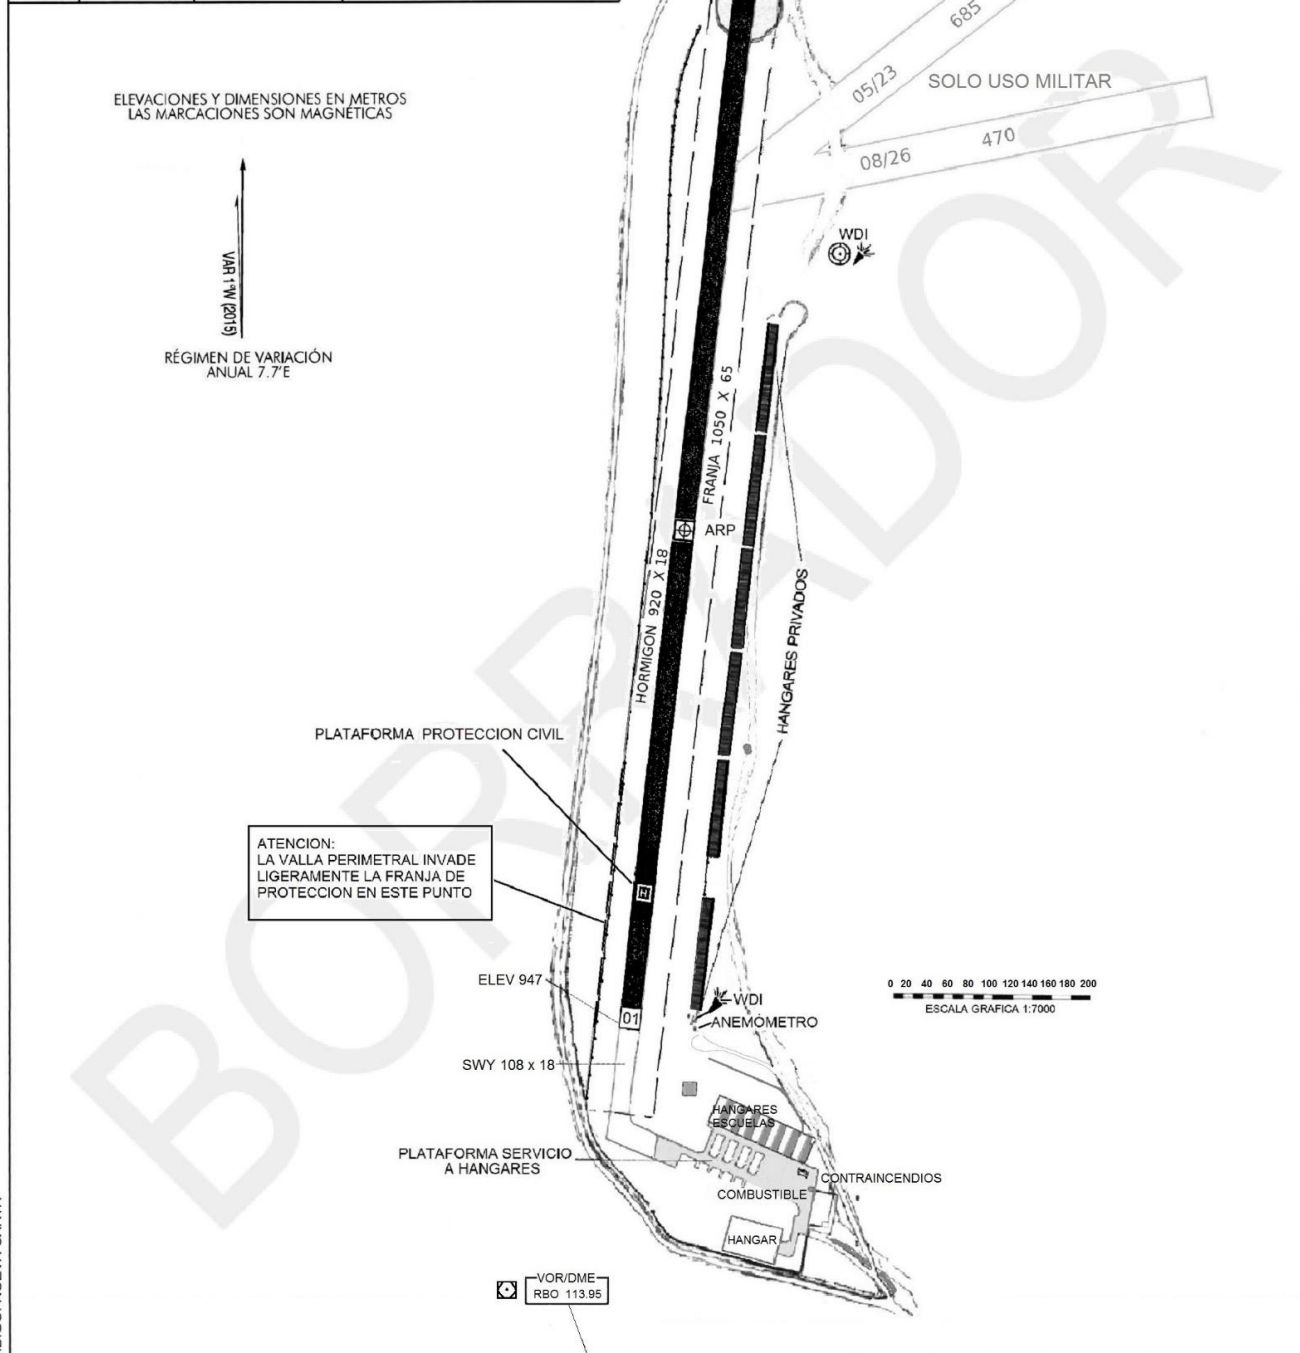 685
05/23
SOLO USO MILITAR
470
08/26
ELEVACIONES Y DIMENSIONES EN METROS
LAS MARCACIONES SON MAGNÉTICAS
VAR 1°W (2015)
RÉGIMEN DE VARIACIÓN
ANUAL 7.7'E
WDI
FRANJA 1050 X 65
ARP
HORMIGON 920 X 18
HANGARES PRIVADOS
PLATAFORMA PROTECCION CIVIL
H
ATENCION:
LA VALLA PERIMETRAL INVADE
LIGERAMENTE LA FRANJA DE
PROTECCION EN ESTE PUNTO
ELEV 947
01
WDI
ANEMOMETRO
0 20 40 60 80 100 120 140 160 180 200
ESCALA GRAFICA 1:7000
SWY 108 x 18
HANGARES
ESCUELAS
PLATAFORMA SERVICIO
A HANGARES
CONTRAINCENDIOS
COMBUSTIBLE
HANGAR
VOR/DME
RBO 113.95
BORRADOR